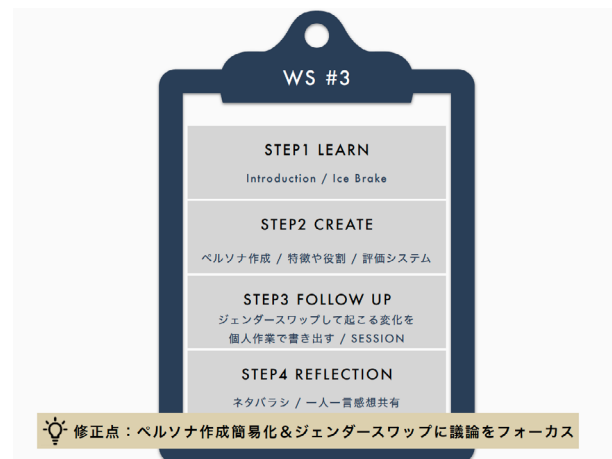 WS #3
STEP1 LEARN
Introduction / Ice Brake
STEP2 CREATE
ペルソナ作成 / 特徴や役割 / 評価システム
STEP3 FOLLOW UP
ジェンダースワップして起こる変化を
個人作業で書き出す / SESSION
STEP4 REFLECTION
ネタバラシ / 一人一言感想共有
修正点：ペルソナ作成簡易化＆ジェンダースワップに議論をフォーカス